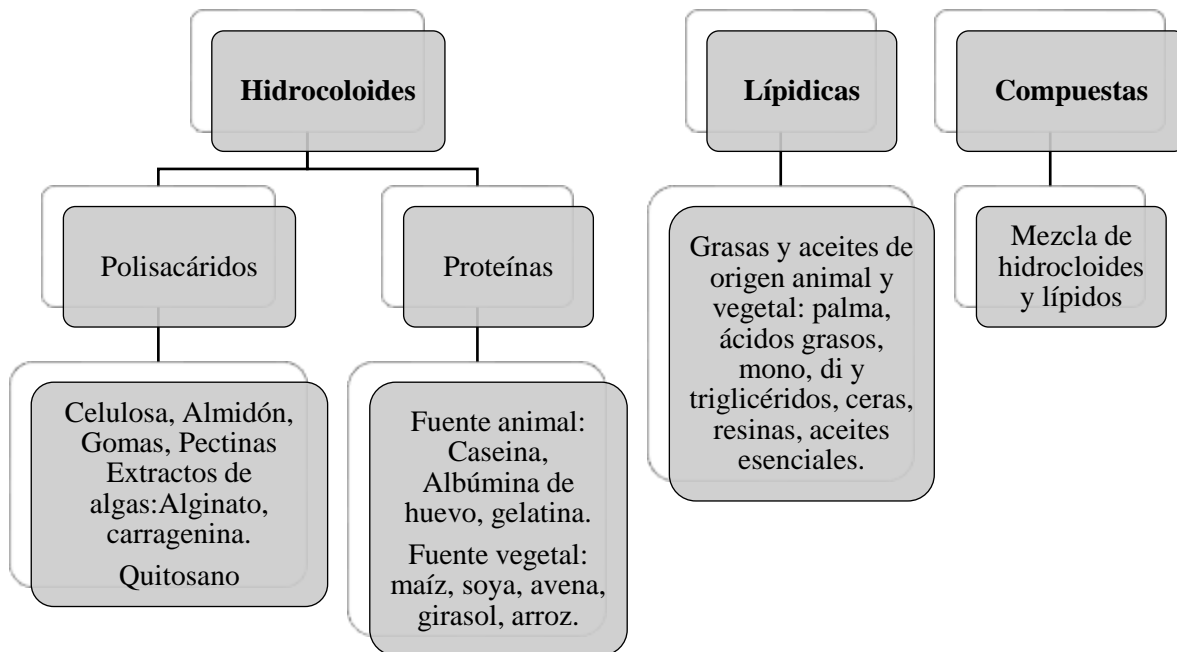 Hidrocoloides
Lípidicas
Compuestas
Polisacáridos
Proteínas
Grasas y aceites de
origen animal y
vegetal: palma,
ácidos grasos,
mono, di y
triglicéridos, ceras,
resinas, aceites
esenciales.
Mezcla de
hidrocloides
y lípidos
Celulosa, Almidón,
Gomas, Pectinas
Extractos de
algas:Alginato,
carragenina.
Quitosano
Fuente animal:
Caseina,
Albúmina de
huevo, gelatina.
Fuente vegetal:
maíz, soya, avena,
girasol, arroz.